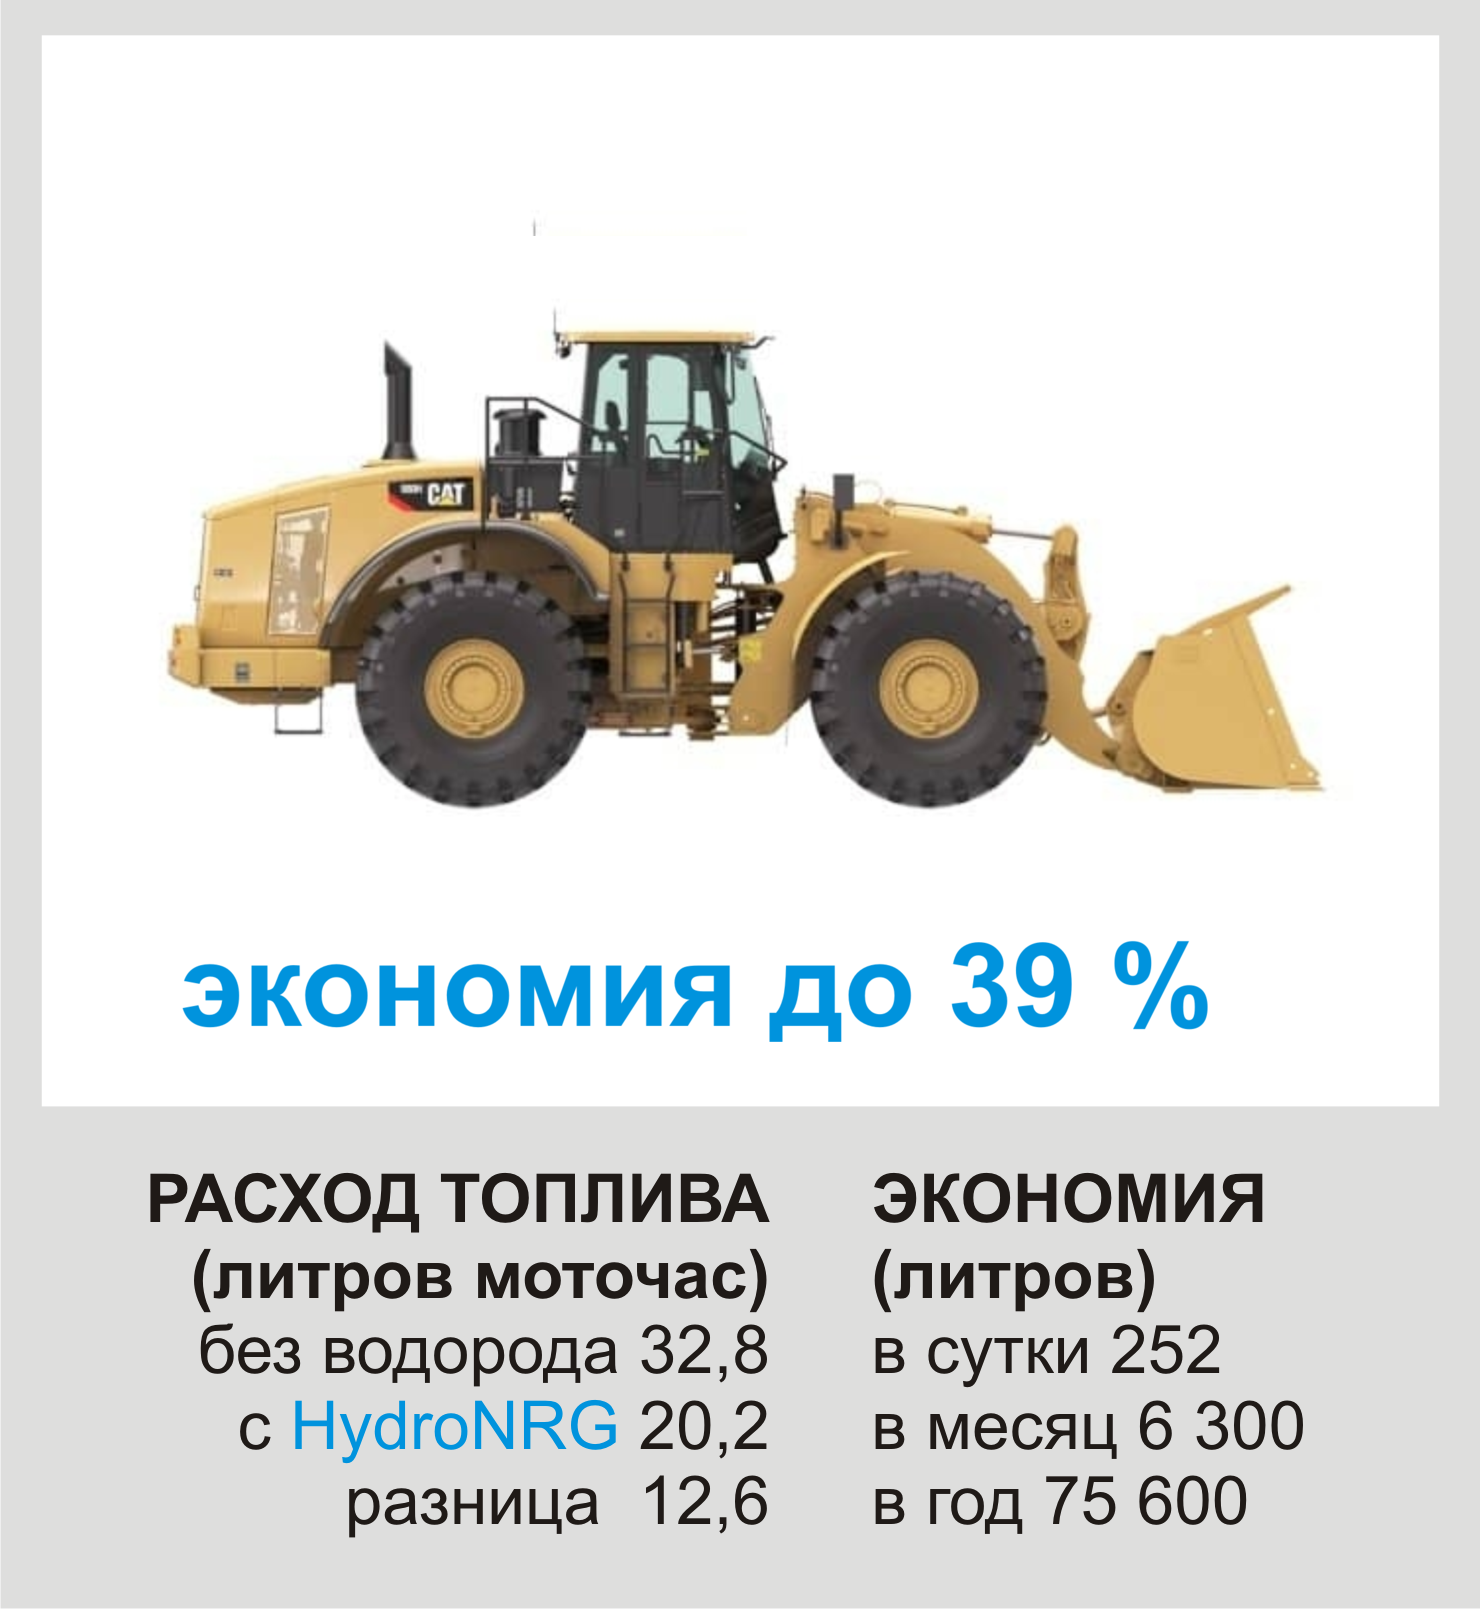 CAT
экономия до 39 %
РАСХОД ТОПЛИВА
(литров моточас)
без водорода 32,8
с HydroNRG 20,2
разница 12,6
ЭКОНОМИЯ
(литров)
в сутки 252
в месяц 6 300
в год 75 600